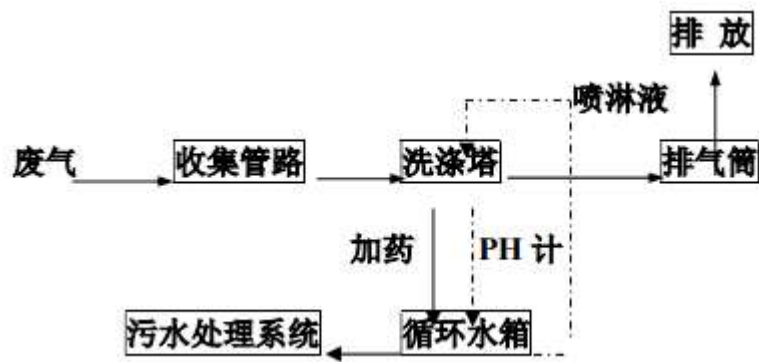 排 放
喷淋液
废气
收集管路
洗涤塔
排气筒
加药
PH 计
污水处理系统
循环水箱